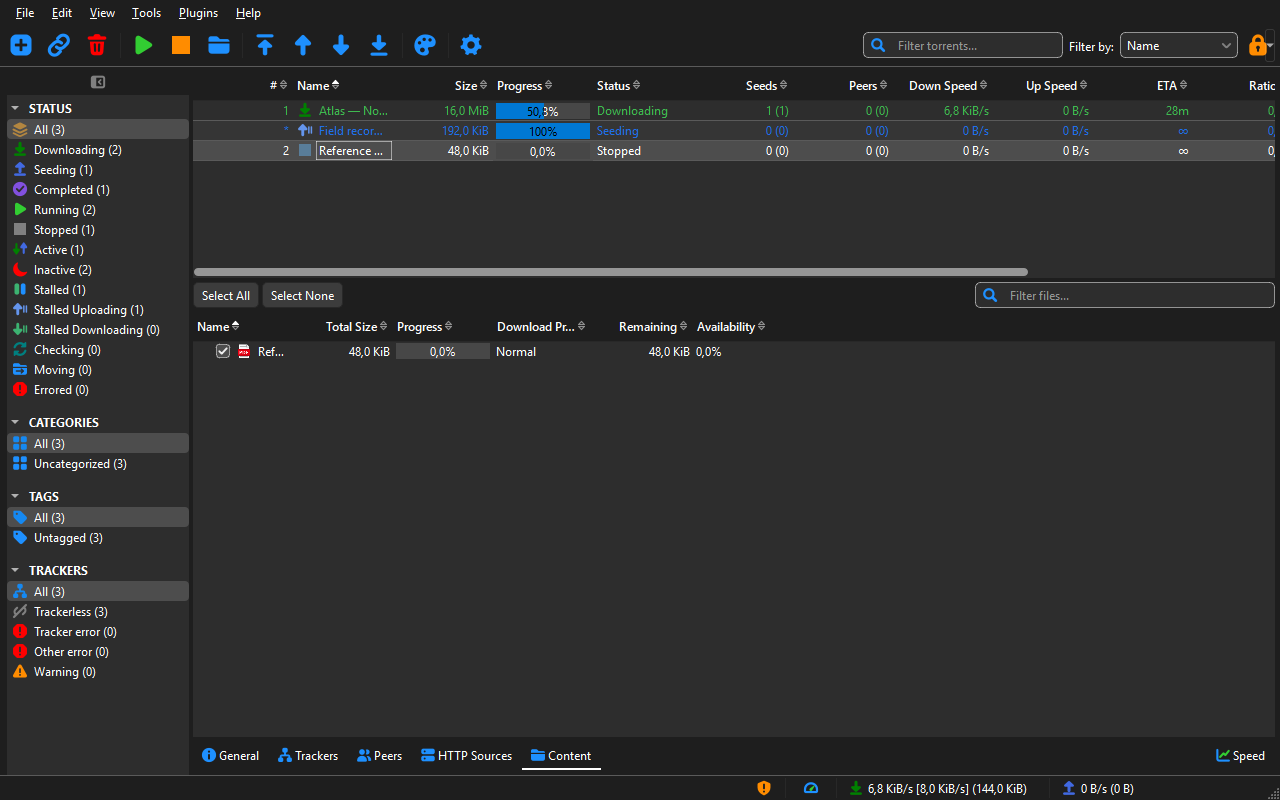 File Edit View Tools Plugins Help
Filter torrents... Filter by: Name
# Name Size Progress Status Seeds Peers Down Speed Up Speed ETA Ratio
1 Atlas — No... 16,0 MiB 50,3% Downloading 1 (1) 0 (0) 6,8 KiB/s 0 B/s 28m 0,
* Field recor... 192,0 KiB 100% Seeding 0 (0) 0 (0) 0 B/s 0 B/s ∞ 0,
2 Reference ... 48,0 KiB 0,0% Stopped 0 (0) 0 (0) 0 B/s 0 B/s ∞ 0,
STATUS
All (3)
Downloading (2)
Seeding (1)
Completed (1)
Running (2)
Stopped (1)
Active (1)
Inactive (2)
Stalled (1)
Stalled Uploading (1)
Stalled Downloading (0)
Checking (0)
Moving (0)
Errored (0)
CATEGORIES
All (3)
Uncategorized (3)
TAGS
All (3)
Untagged (3)
TRACKERS
All (3)
Trackerless (3)
Tracker error (0)
Other error (0)
Warning (0)
Select All Select None Filter files...
Name Total Size Progress Download Pr... Remaining Availability
Ref... 48,0 KiB 0,0% Normal 48,0 KiB 0,0%
General Trackers Peers HTTP Sources Content Speed
6,8 KiB/s [8,0 KiB/s] (144,0 KiB) 0 B/s (0 B)